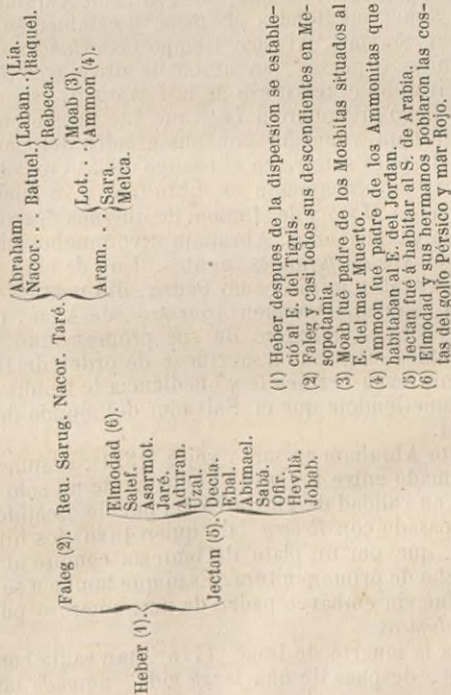 Heber (1).
Faleg (2). Reu. Sarug. Nacor. Taré.
Abraham.
Nacor. . . Batuel. Laban. . Lia.
Raquel.
Rebeca.
Aram. . . Lot. . . Moab (3).
Ammon (4).
Sara.
Melca.
Jectan (5).
Elmodad (6).
Salef.
Asarmot.
Jaré.
Aduran.
Uzal.
Decla.
Ebal.
Abimael.
Sabá.
Ofir.
Hevilá.
Jobab.
(1) Heber despues de la dispersion se estable-
ció al E. del Tigris.
(2) Faleg y casi todos sus descendientes en Me-
sopotamia.
(3) Moab fué padre de los Moabitas situados al
E. del mar Muerto.
(4) Ammon fué padre de los Ammonitas que
habitaban al E. del Jordan.
(5) Jectan fué á habitar al S. de Arabia.
(6) Elmodad y sus hermanos poblaron las cos-
tas del golfo Pérsico y mar Rojo.